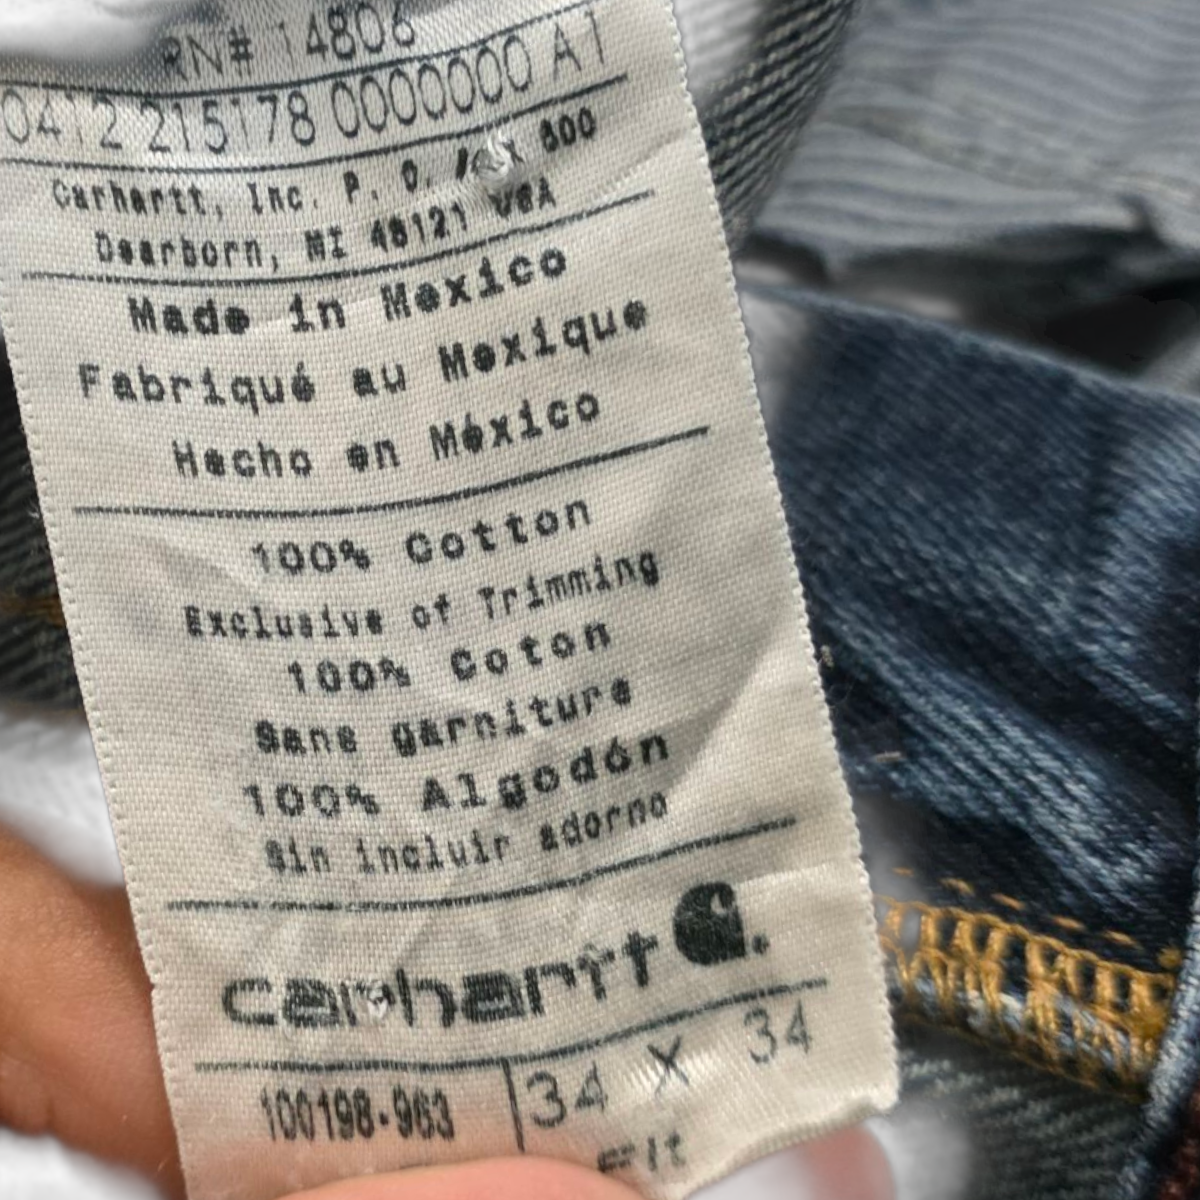 RN# 14806
0412 215178 0000000 A1
Carhartt, Inc. P. O. Box 600
Dearborn, MI 48121 USA
Made in Mexico
Fabriqué au Mexique
Hecho en México
100% Cotton
Exclusive of Trimming
100% Coton
Sans garniture
100% Algodón
Sin incluir adorno
carhartt
100198-963 34 X 34
Fit